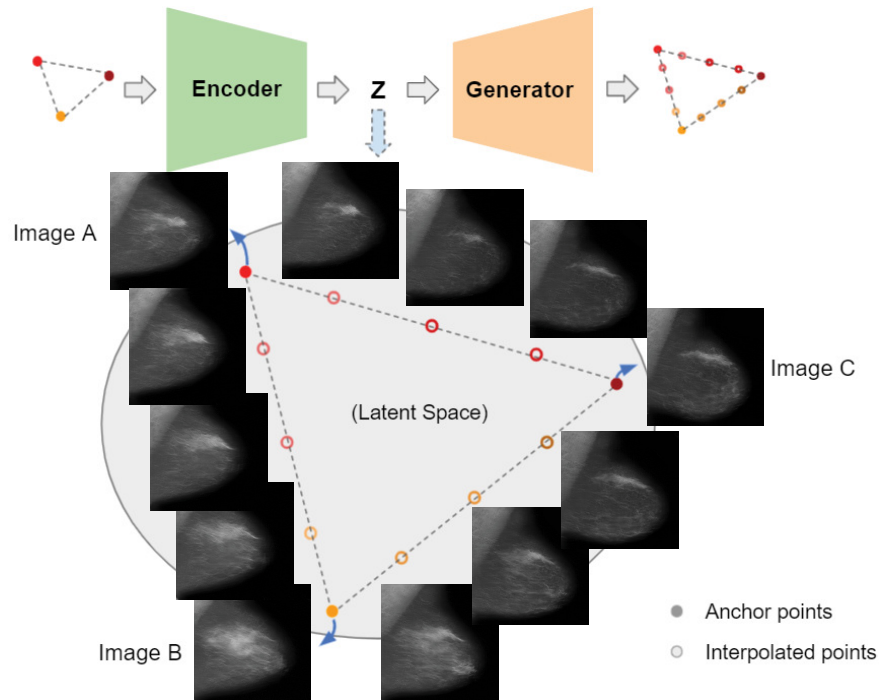 Encoder
Z
Generator
Image A
Image C
(Latent Space)
Anchor points
Interpolated points
Image B